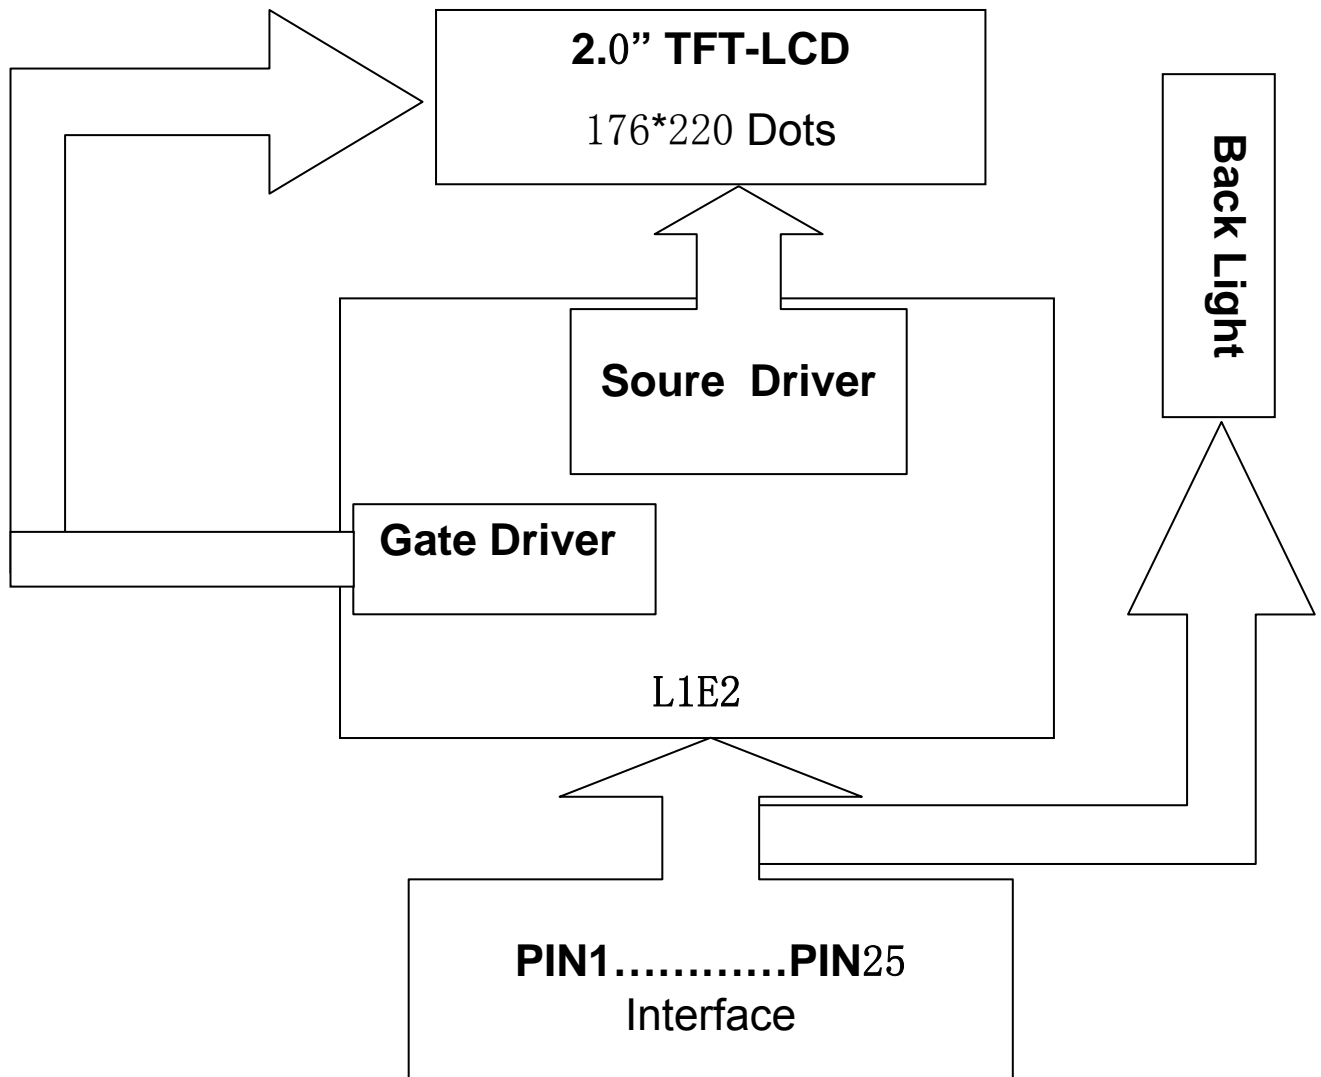 2.0” TFT-LCD
176*220 Dots
Back Light
Soure Driver
Gate Driver
L1E2
PIN1............PIN25
Interface